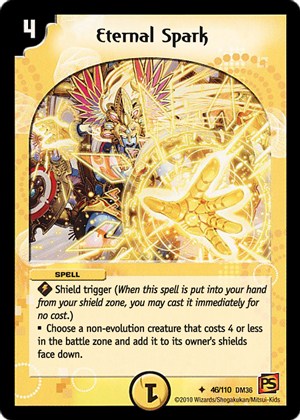 4
Eternal Spark
SPELL
Shield trigger (When this spell is put into your hand
from your shield zone, you may cast it immediately for
no cost.)
▪ Choose a non-evolution creature that costs 4 or less
in the battle zone and add it to its owner's shields
face down.
1
✦ 46/110 DM36
©2010 Wizards/Shogakukan/Mitsui-Kids
PS